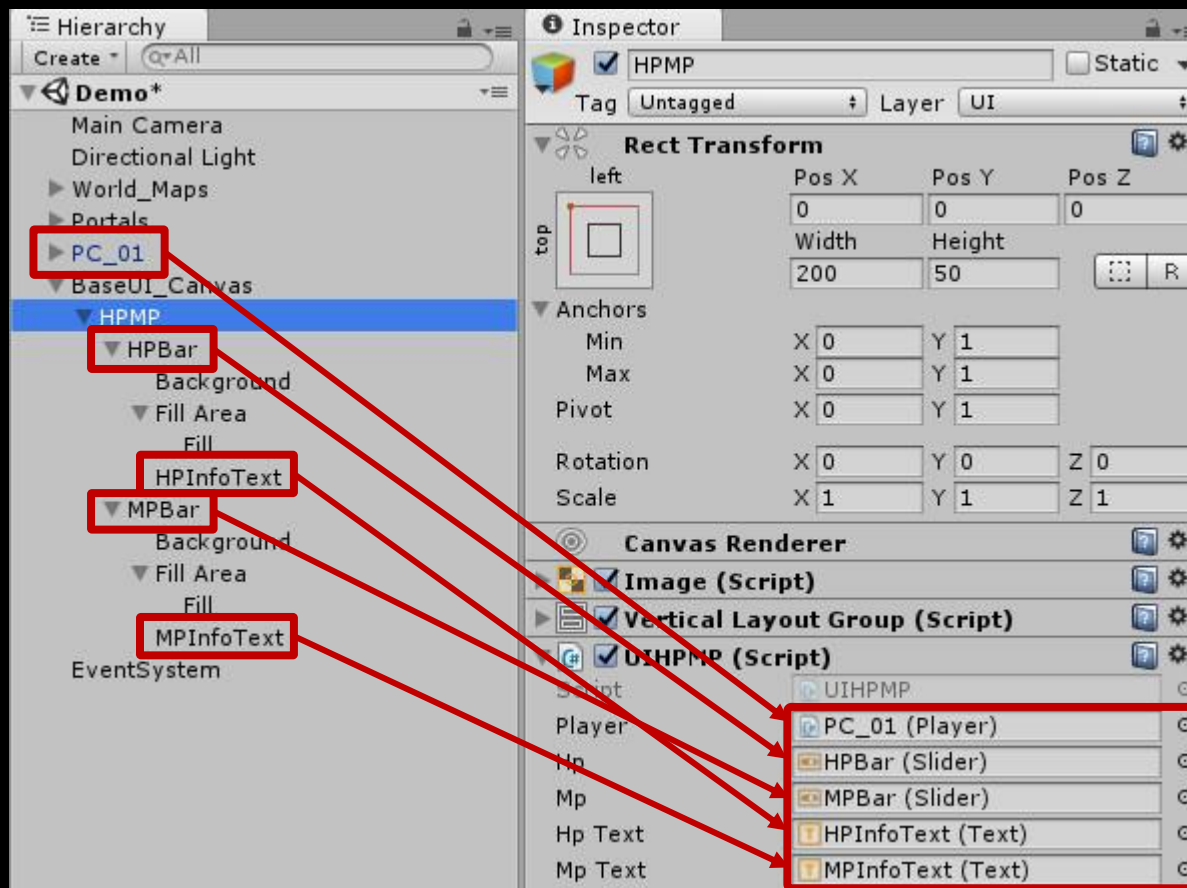 Hierarchy
Create
All
Demo*
Main Camera
Directional Light
World_Maps
Portals
PC_01
BaseUI_Canvas
HPMP
HPBar
Background
Fill Area
Fill
HPInfoText
MPBar
Background
Fill Area
Fill
MPInfoText
EventSystem
Inspector
HPMP Static
Tag Untagged Layer UI
Rect Transform
left Pos X Pos Y Pos Z
top
0 0 0
Width Height
200 50 R
Anchors
Min X 0 Y 1
Max X 0 Y 1
Pivot X 0 Y 1
Rotation X 0 Y 0 Z 0
Scale X 1 Y 1 Z 1
Canvas Renderer
Image (Script)
Vertical Layout Group (Script)
UIHPMP (Script)
Script UIHPMP
Player PC_01 (Player)
Hp HPBar (Slider)
Mp MPBar (Slider)
Hp Text HPInfoText (Text)
Mp Text MPInfoText (Text)